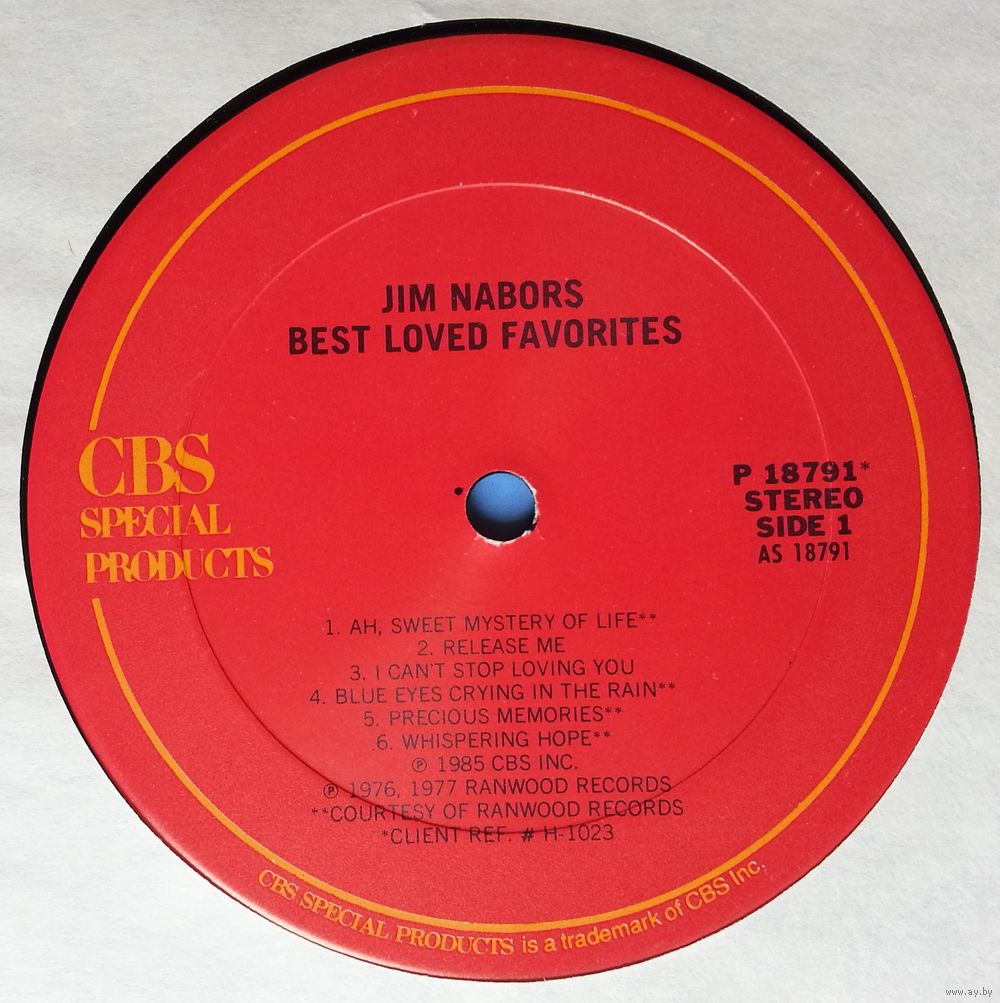 JIM NABORS
BEST LOVED FAVORITES
CBS
SPECIAL
PRODUCTS
P 18791*
STEREO
SIDE 1
AS 18791
1. AH, SWEET MYSTERY OF LIFE**
2. RELEASE ME
3. I CAN'T STOP LOVING YOU
4. BLUE EYES CRYING IN THE RAIN**
5. PRECIOUS MEMORIES**
6. WHISPERING HOPE**
℗ 1985 CBS INC.
℗ 1976, 1977 RANWOOD RECORDS
**COURTESY OF RANWOOD RECORDS
*CLIENT REF. # H-1023
CBS SPECIAL PRODUCTS is a trademark of CBS Inc.
www.ay.by